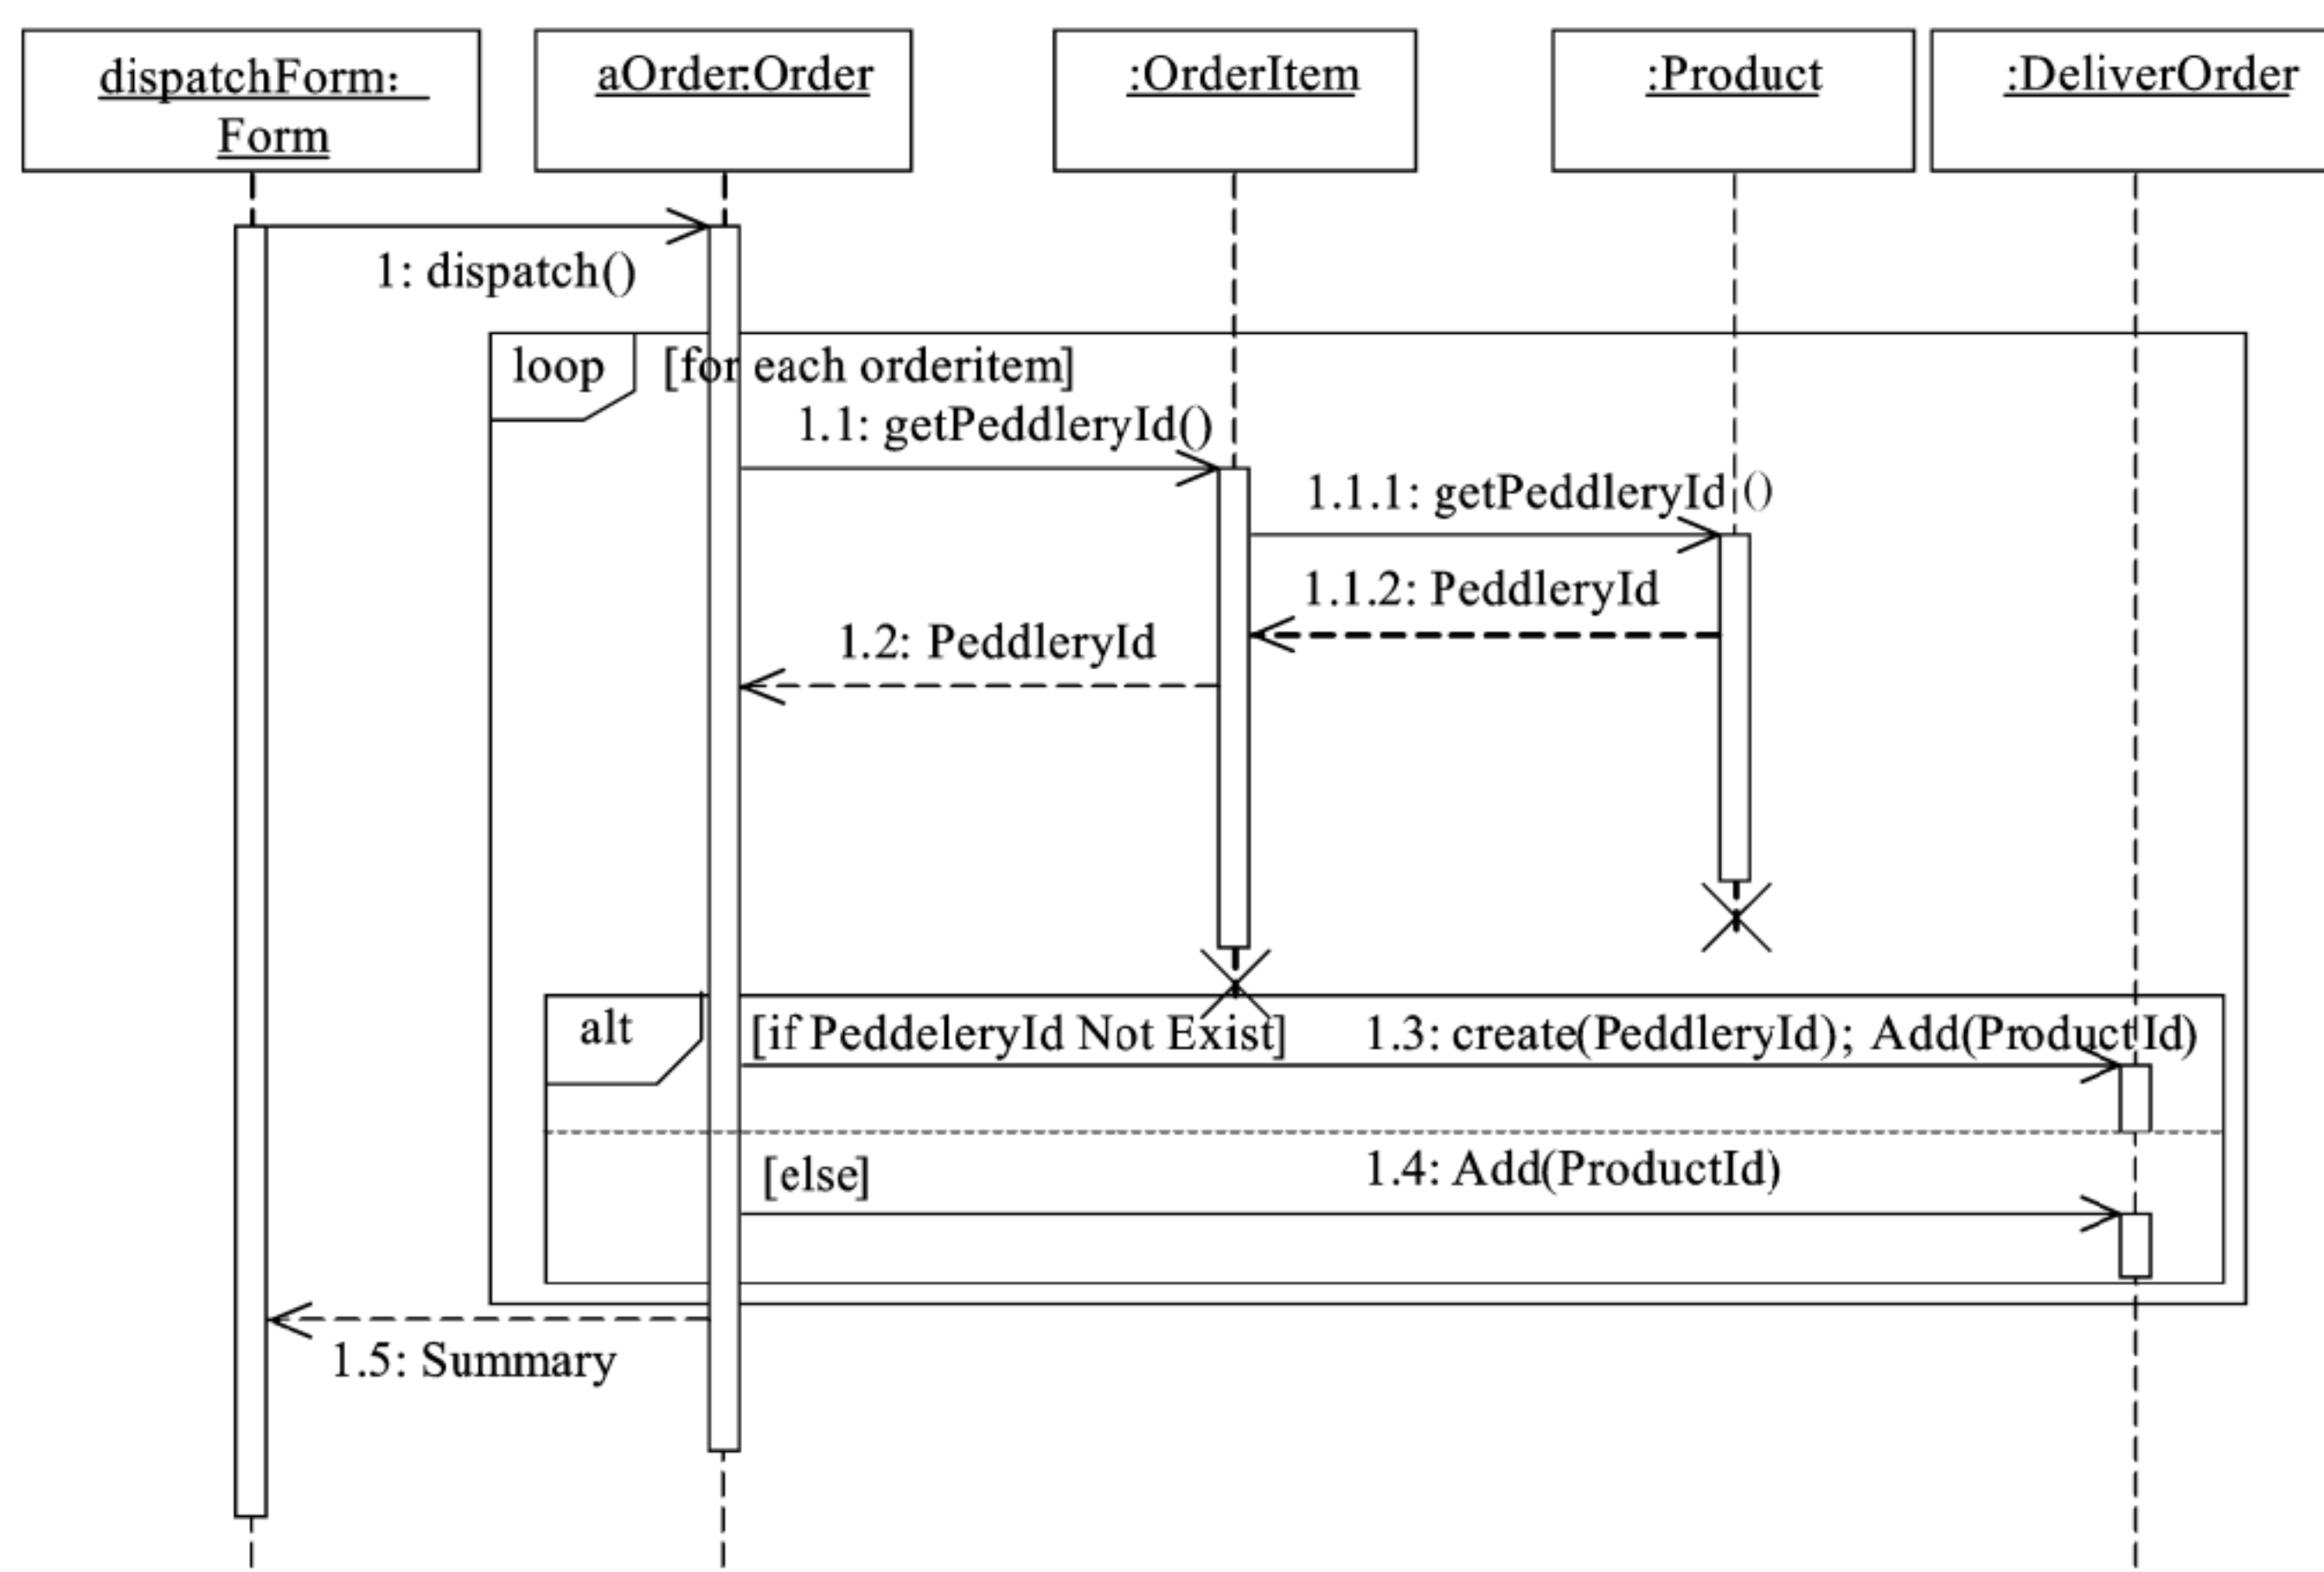 dispatchForm:
Form
aOrder:Order
:OrderItem
:Product
:DeliverOrder
1: dispatch()
loop
[for each orderitem]
1.1: getPeddleryId()
1.1.1: getPeddleryId()
1.1.2: PeddleryId
1.2: PeddleryId
alt
[if PeddeleryId Not Exist]
1.3: create(PeddleryId); Add(ProductId)
[else]
1.4: Add(ProductId)
1.5: Summary